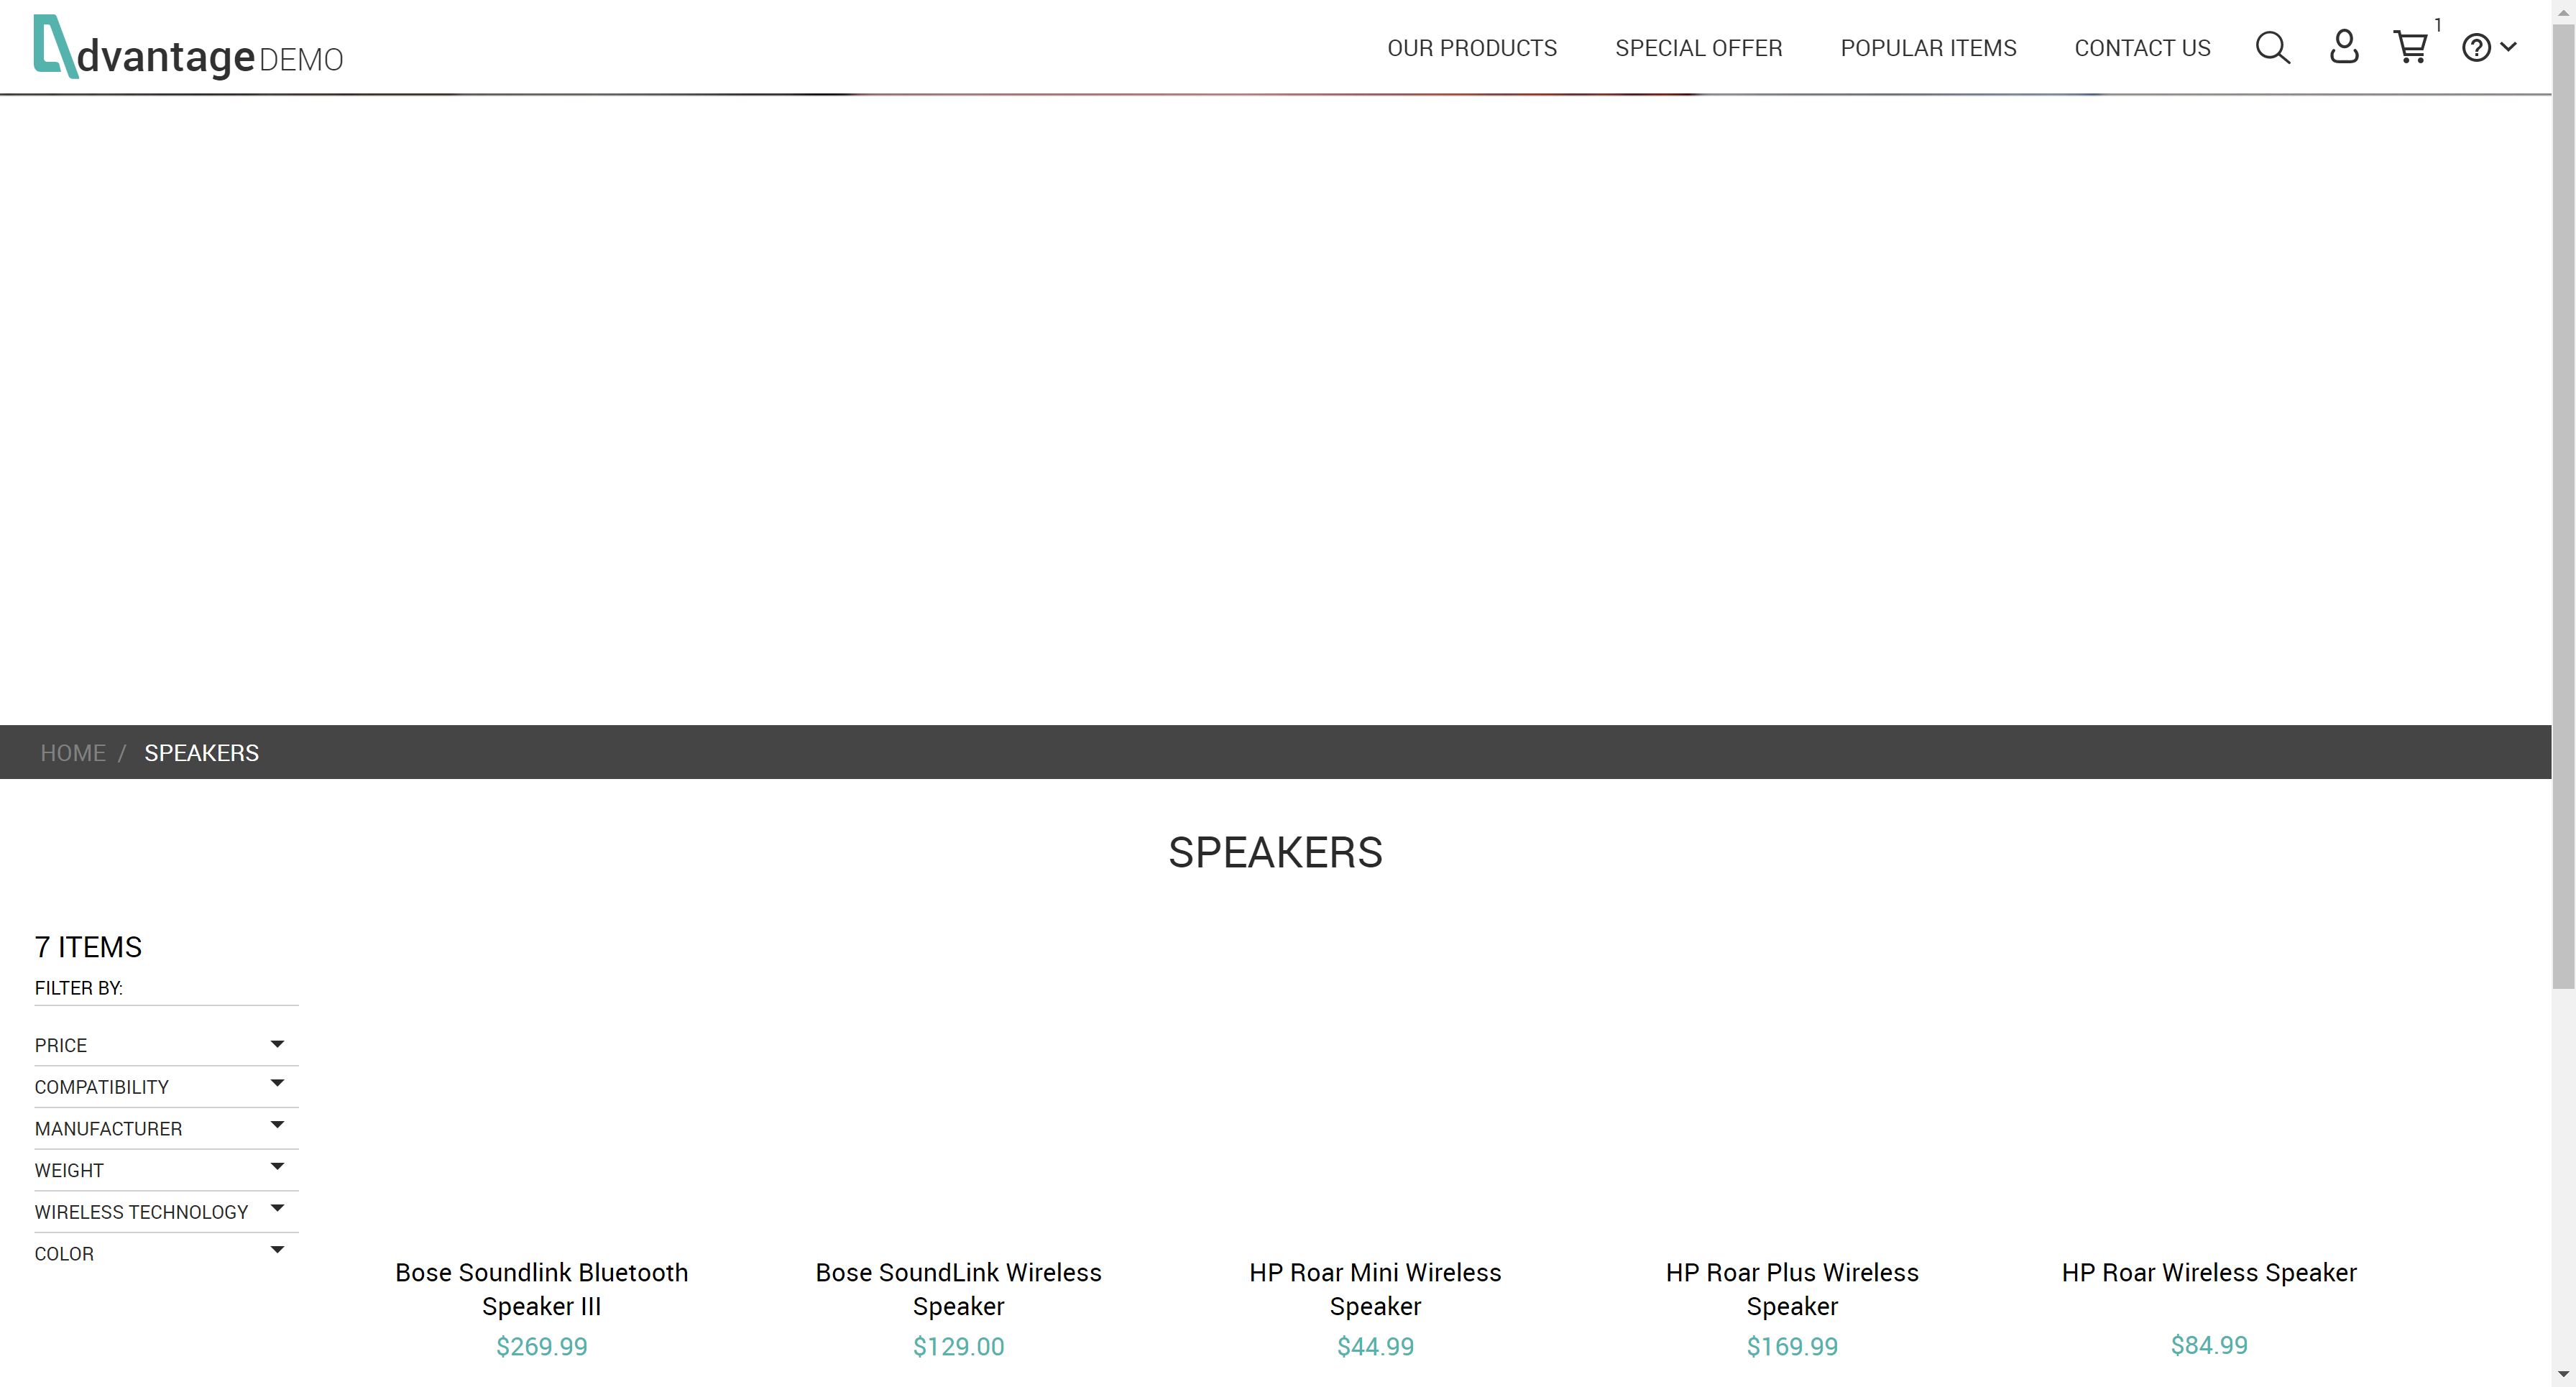 dvantage DEMO
OUR PRODUCTS SPECIAL OFFER POPULAR ITEMS CONTACT US 1
HOME / SPEAKERS
SPEAKERS
7 ITEMS
FILTER BY:
PRICE
COMPATIBILITY
MANUFACTURER
WEIGHT
WIRELESS TECHNOLOGY
COLOR
Bose Soundlink Bluetooth
Speaker III
$269.99
Bose SoundLink Wireless
Speaker
$129.00
HP Roar Mini Wireless
Speaker
$44.99
HP Roar Plus Wireless
Speaker
$169.99
HP Roar Wireless Speaker
$84.99